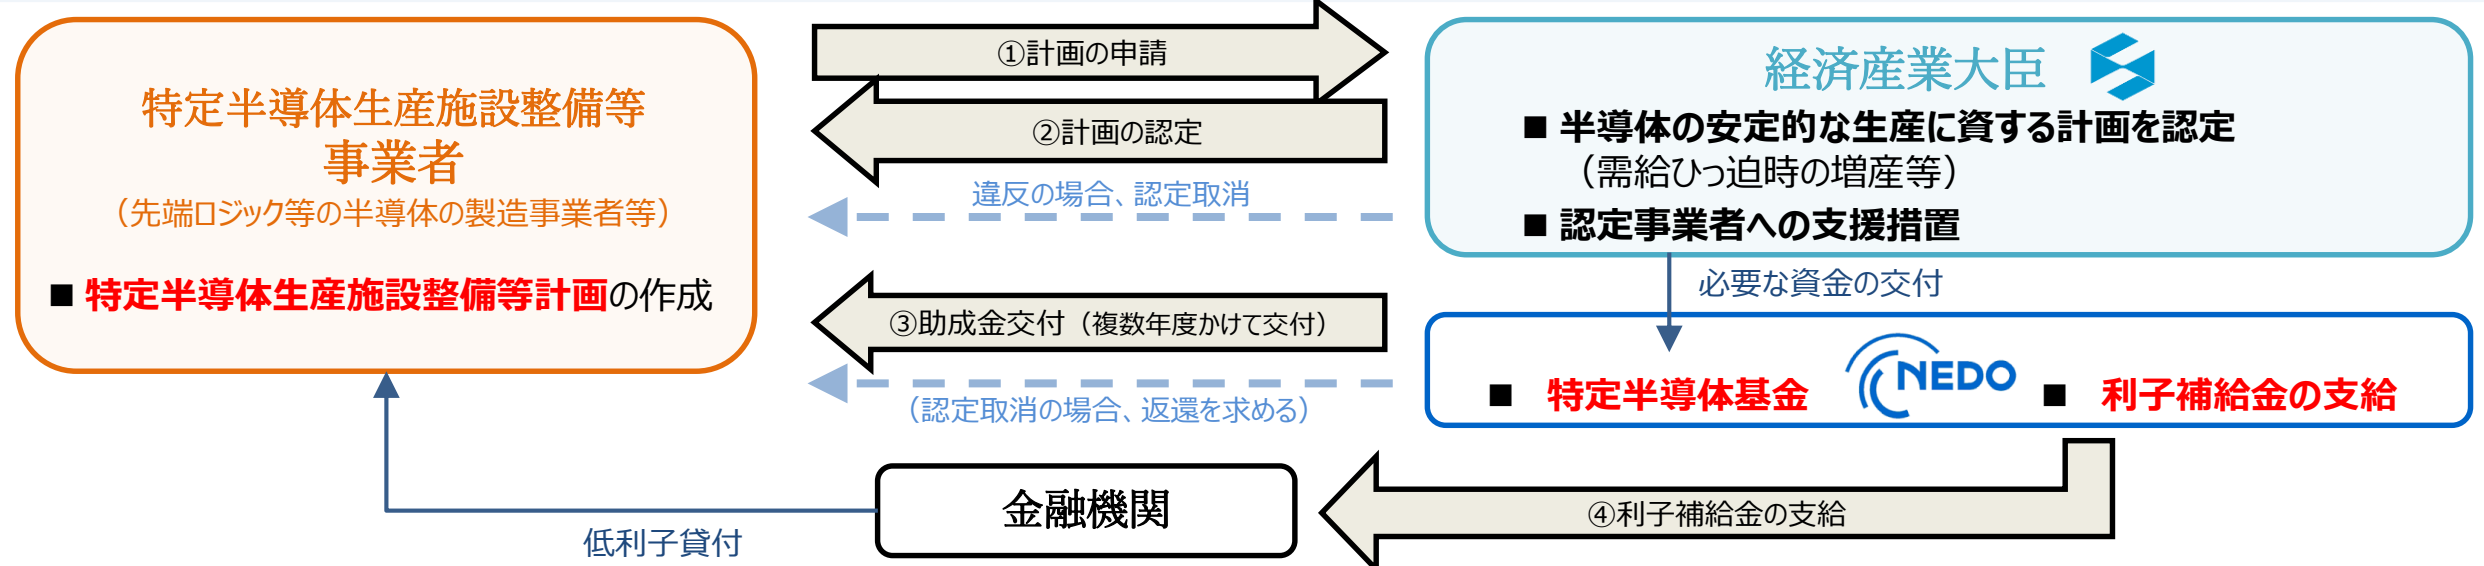 特定半導体生産施設整備等
事業者
（先端ロジック等の半導体の製造事業者等）
■ 特定半導体生産施設整備等計画の作成
①計画の申請
②計画の認定
違反の場合、認定取消
③助成金交付（複数年度かけて交付）
（認定取消の場合、返還を求める）
経済産業大臣
■ 半導体の安定的な生産に資する計画を認定
（需給ひっ迫時の増産等）
■ 認定事業者への支援措置
必要な資金の交付
■ 特定半導体基金
NEDO
■ 利子補給金の支給
④利子補給金の支給
金融機関
低利子貸付